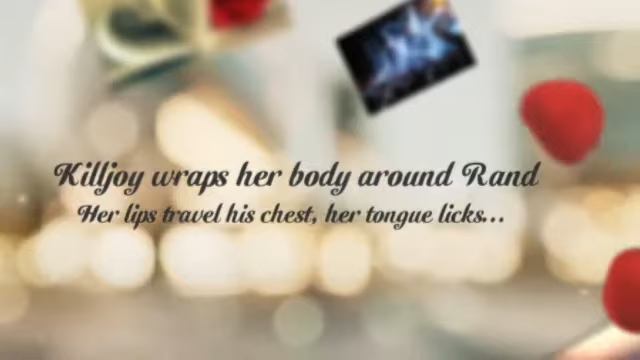 Killjoy wraps her body around Rand
Her lips travel his chest, her tongue licks...